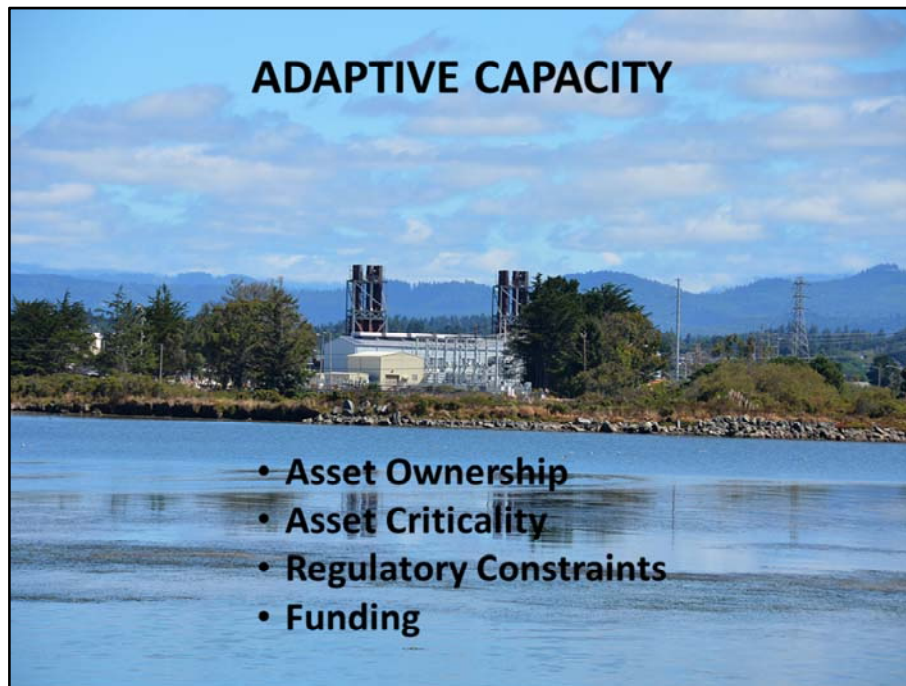 ADAPTIVE CAPACITY
• Asset Ownership
• Asset Criticality
• Regulatory Constraints
• Funding